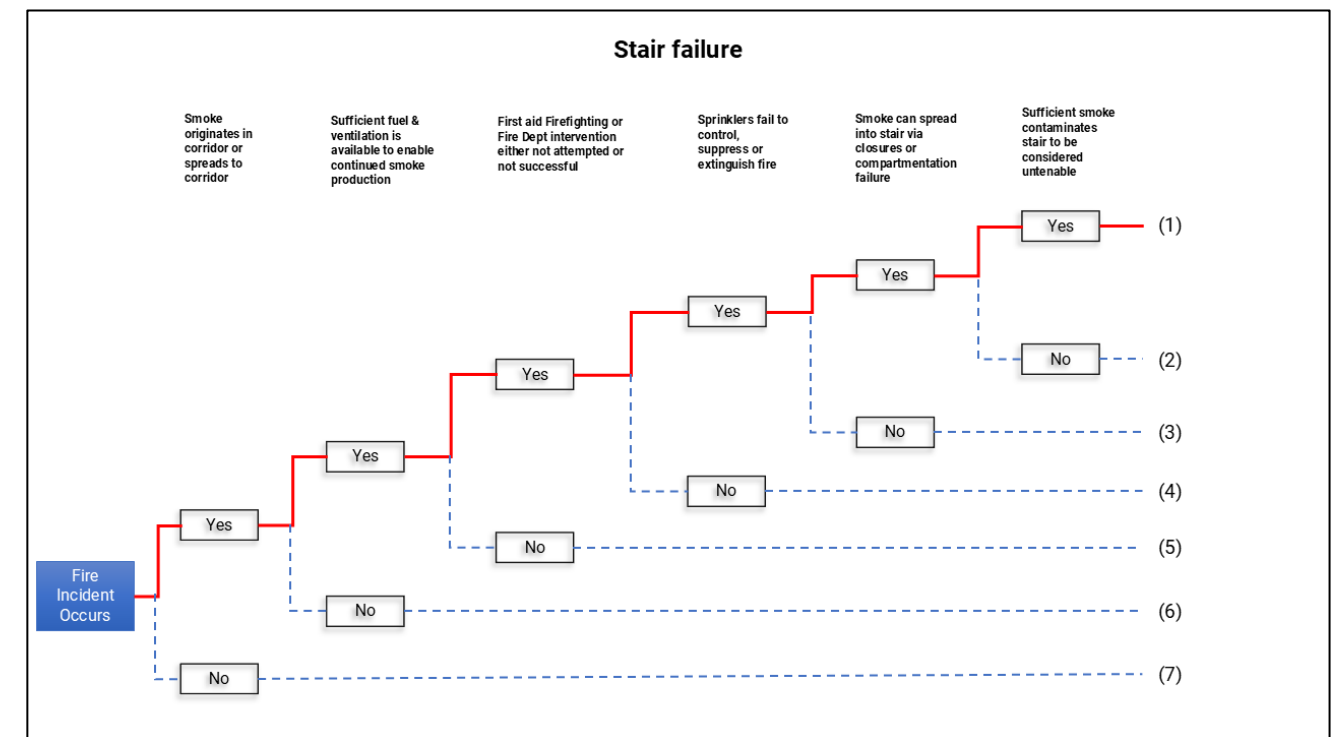 Stair failure
Smoke
originates in
corridor or
spreads to
corridor
Sufficient fuel &
ventilation is
available to enable
continued smoke
production
First aid Firefighting or
Fire Dept intervention
either not attempted or
not successful
Sprinklers fail to
control,
suppress or
extinguish fire
Smoke can spread
into stair via
closures or
compartmentation
failure
Sufficient smoke
contaminates
stair to be
considered
untenable
Yes
(1)
Yes
Yes
No
(2)
Yes
No
(3)
Yes
No
(4)
Yes
No
(5)
Fire
Incident
Occurs
No
(6)
No
(7)